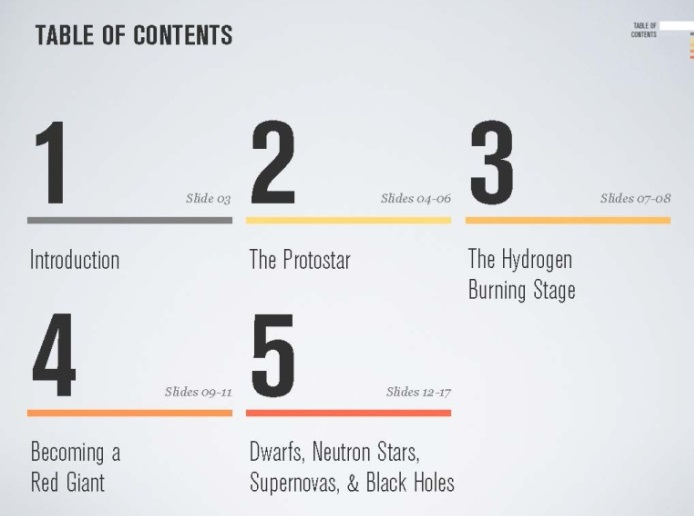 TABLE OF CONTENTS
TABLE OF
CONTENTS
1
Slide 03
Introduction
2
Slides 04-06
The Protostar
3
Slides 07-08
The Hydrogen
Burning Stage
4
Slides 09-11
Becoming a
Red Giant
5
Slides 12-17
Dwarfs, Neutron Stars,
Supernovas, & Black Holes